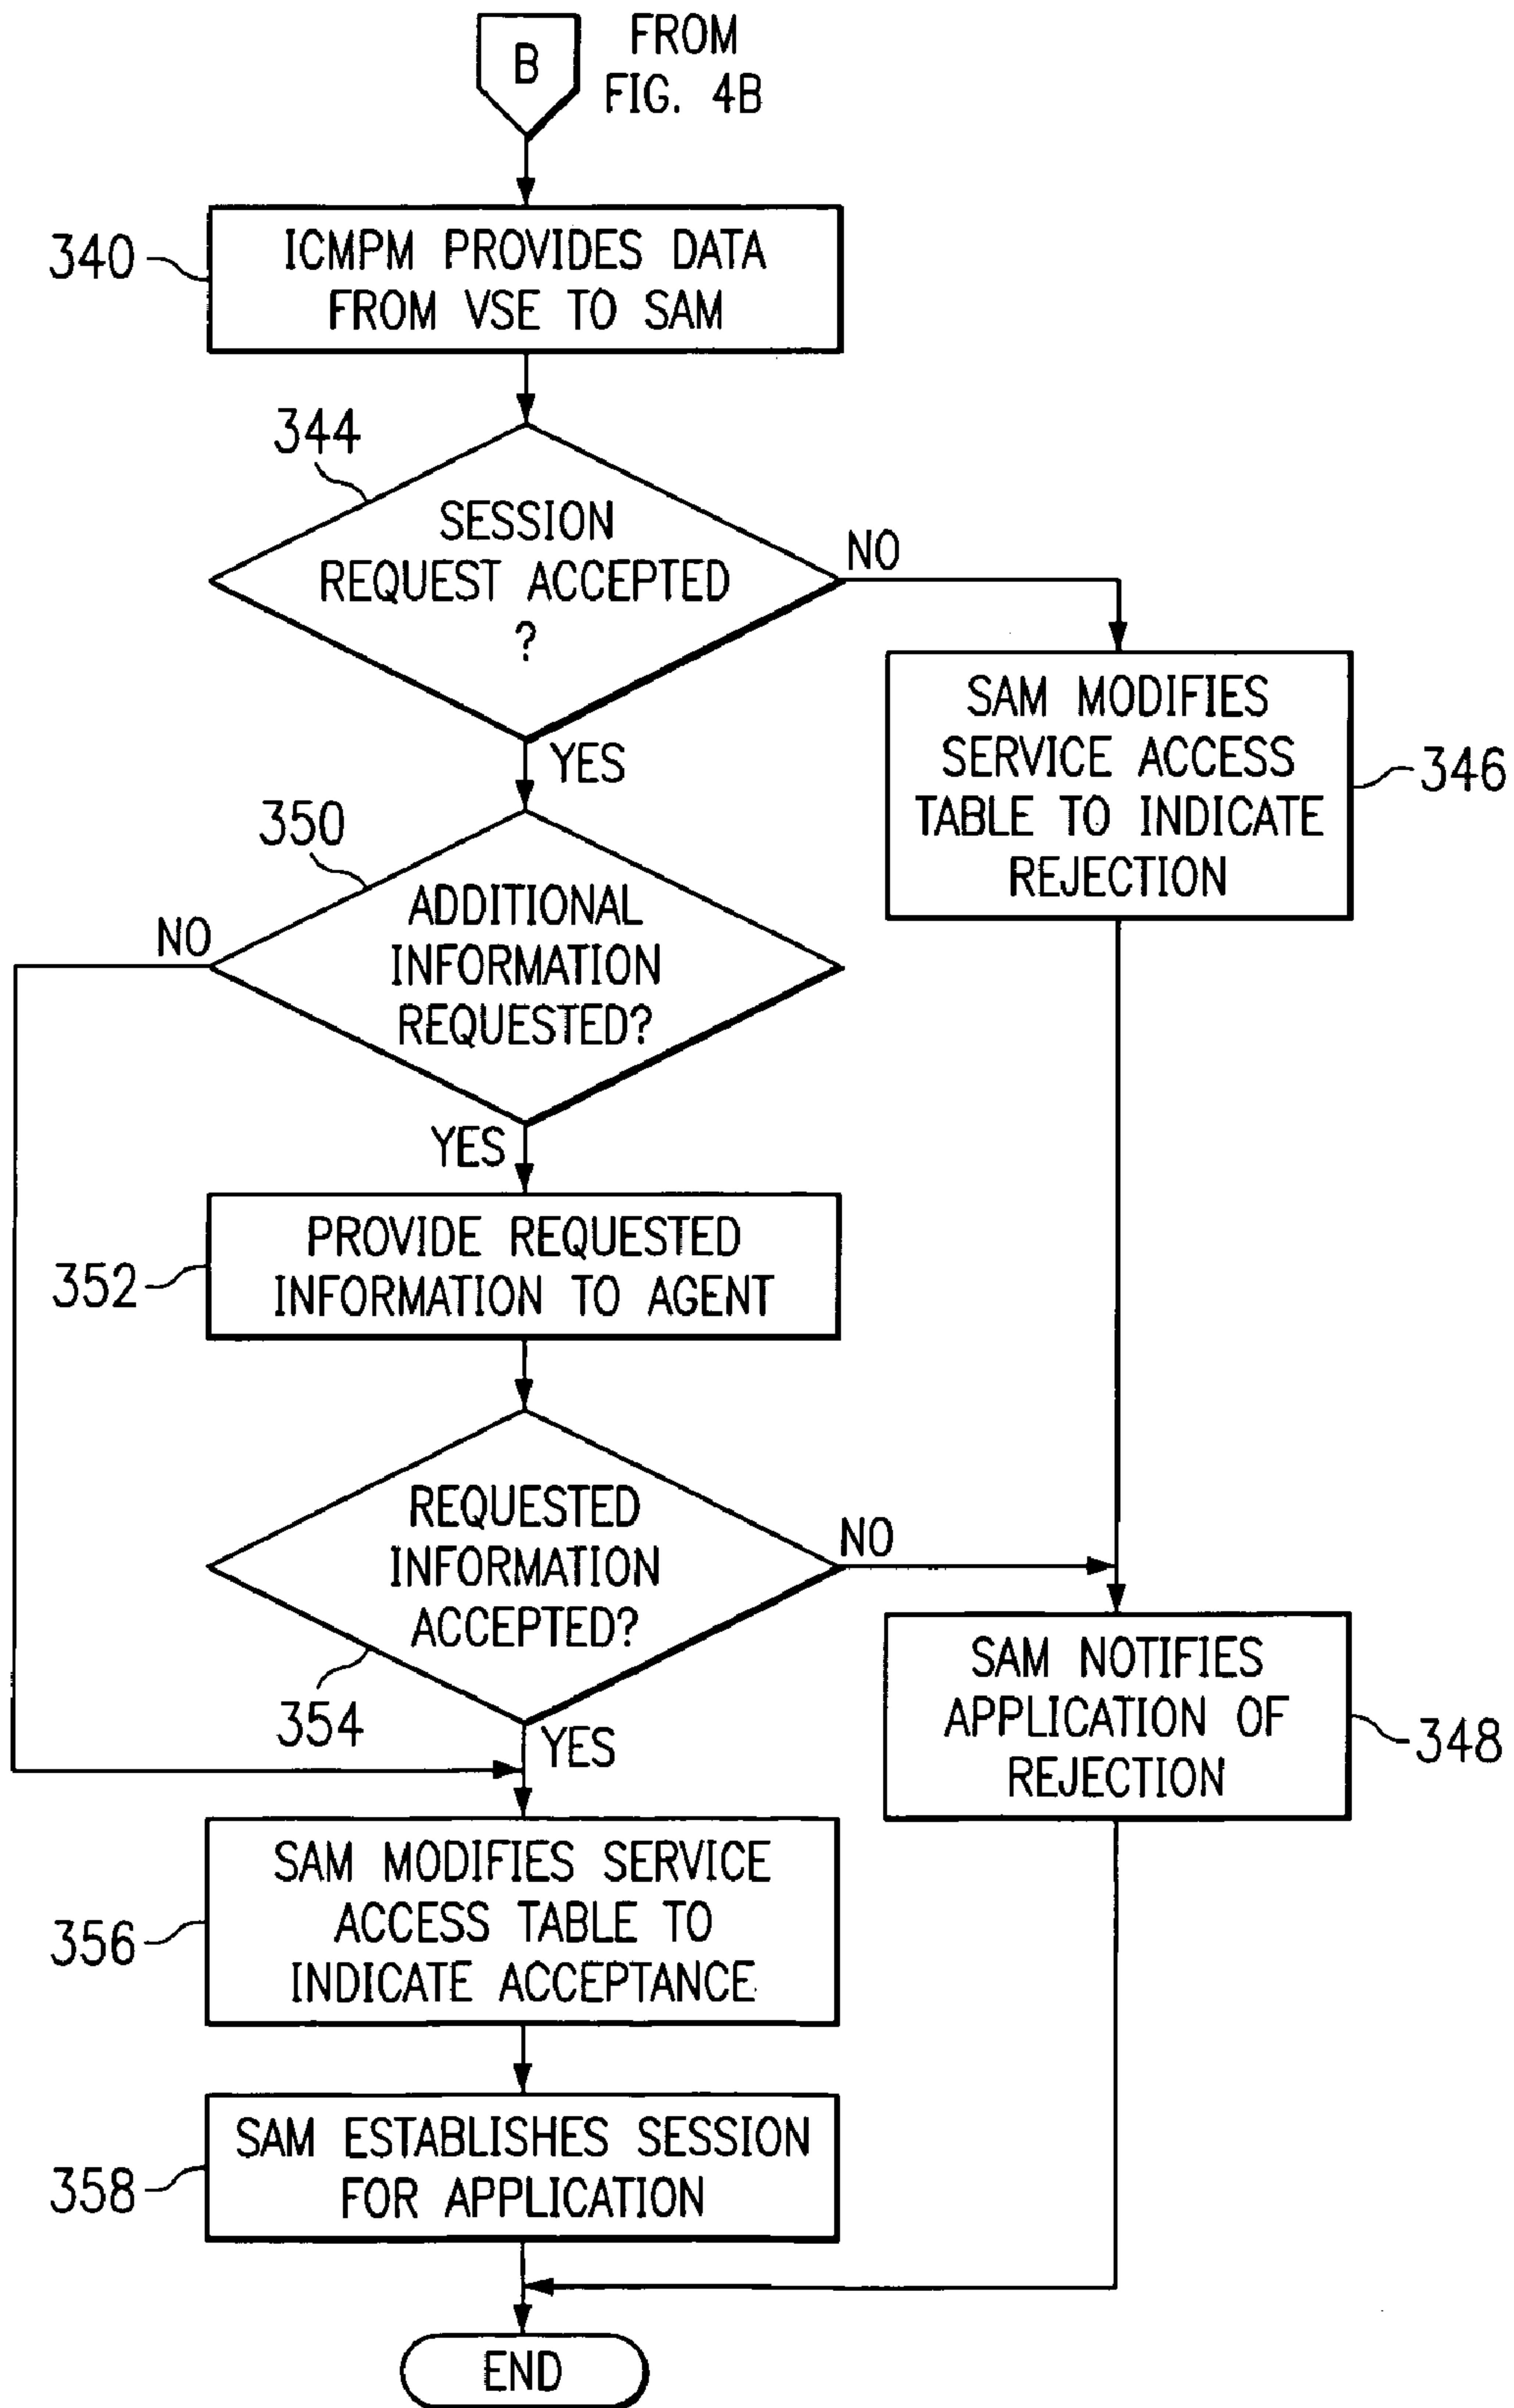 B
FROM
FIG. 4B
340
ICMPM PROVIDES DATA
FROM VSE TO SAM
344
SESSION
REQUEST ACCEPTED
?
NO
YES
346
SAM MODIFIES
SERVICE ACCESS
TABLE TO INDICATE
REJECTION
350
ADDITIONAL
INFORMATION
REQUESTED?
NO
YES
352
PROVIDE REQUESTED
INFORMATION TO AGENT
REQUESTED
INFORMATION
ACCEPTED?
NO
354
YES
SAM NOTIFIES
APPLICATION OF
REJECTION
348
356
SAM MODIFIES SERVICE
ACCESS TABLE TO
INDICATE ACCEPTANCE
358
SAM ESTABLISHES SESSION
FOR APPLICATION
END